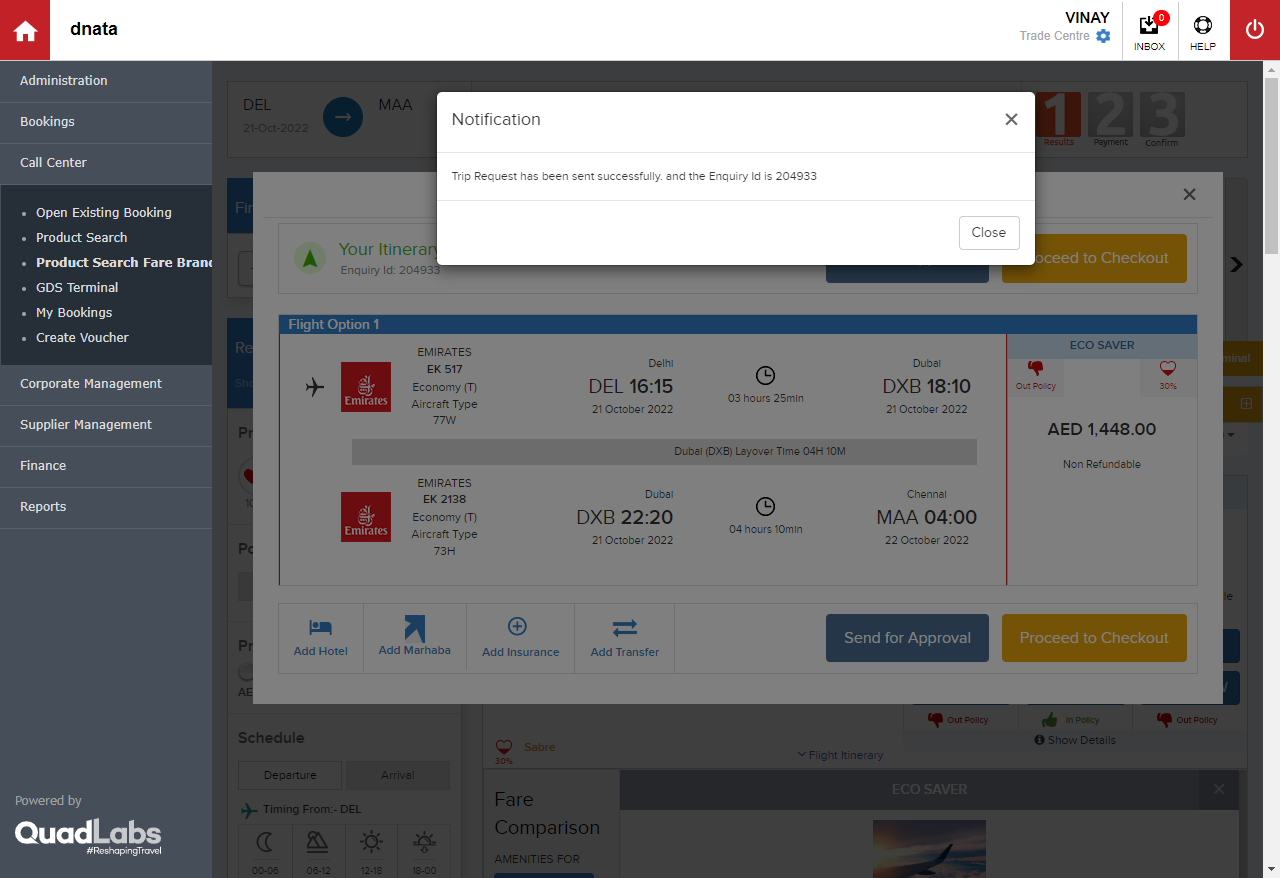 dnata
VINAY
Trade Centre
0
INBOX
HELP
Administration
Bookings
Call Center
Open Existing Booking
Product Search
Product Search Fare Bran
GDS Terminal
My Bookings
Create Voucher
Corporate Management
Supplier Management
Finance
Reports
Powered by
QuadLabs
#ReshapingTravel
DEL
MAA
21-Oct-2022
1 2 3
Results Payment Confirm
Notification
Trip Request has been sent successfully. and the Enquiry Id is 204933
Close
Your Itinerary
Enquiry Id: 204933
Proceed to Checkout
Flight Option 1
EMIRATES
EK 517
Economy (T)
Aircraft Type
77W
Emirates
Delhi
DEL 16:15
21 October 2022
03 hours 25min
Dubai
DXB 18:10
21 October 2022
Dubai (DXB) Layover Time 04H 10M
EMIRATES
EK 2138
Economy (T)
Aircraft Type
73H
Emirates
Dubai
DXB 22:20
21 October 2022
04 hours 10min
Chennai
MAA 04:00
22 October 2022
ECO SAVER
Out Policy
30%
AED 1,448.00
Non Refundable
Add Hotel
Add Marhaba
Add Insurance
Add Transfer
Send for Approval
Proceed to Checkout
Out Policy
In Policy
Out Policy
Show Details
30%
Sabre
Flight Itinerary
Schedule
Departure
Arrival
Timing From:- DEL
00-06
06-12
12-18
18-00
Fare
Comparison
AMENITIES FOR
ECO SAVER